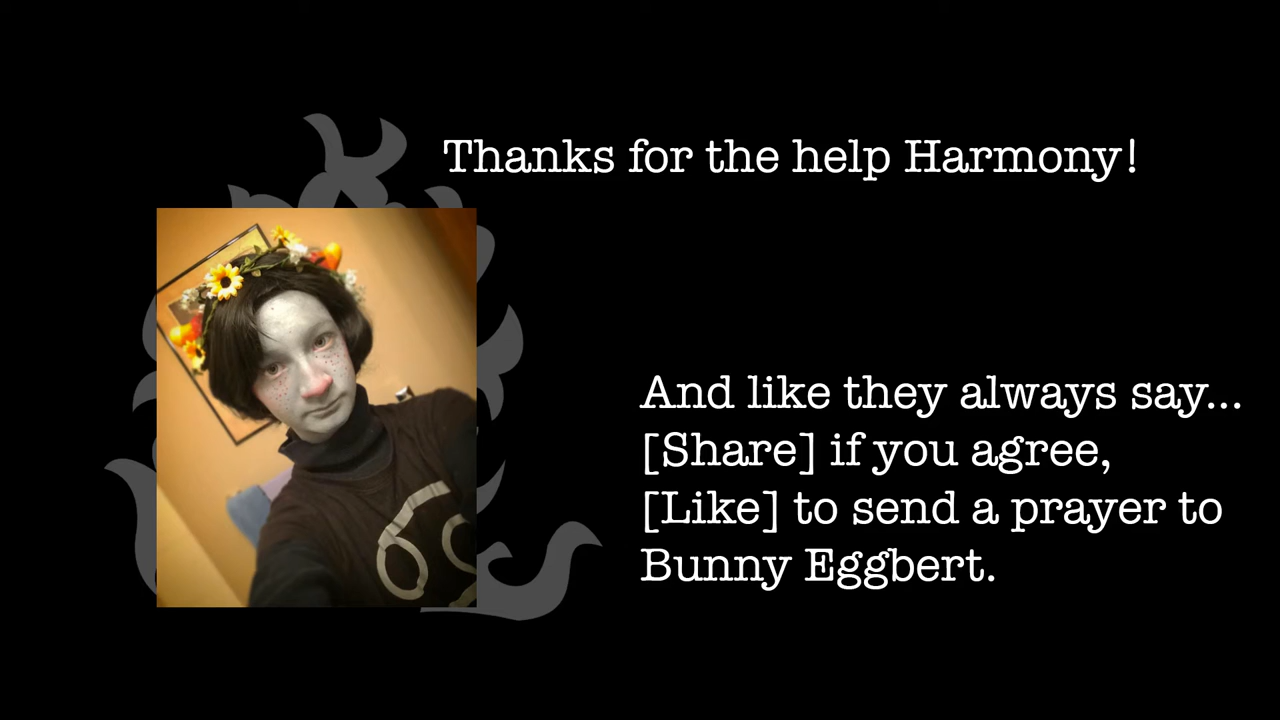 Thanks for the help Harmony!
And like they always say...
[Share] if you agree,
[Like] to send a prayer to
Bunny Eggbert.